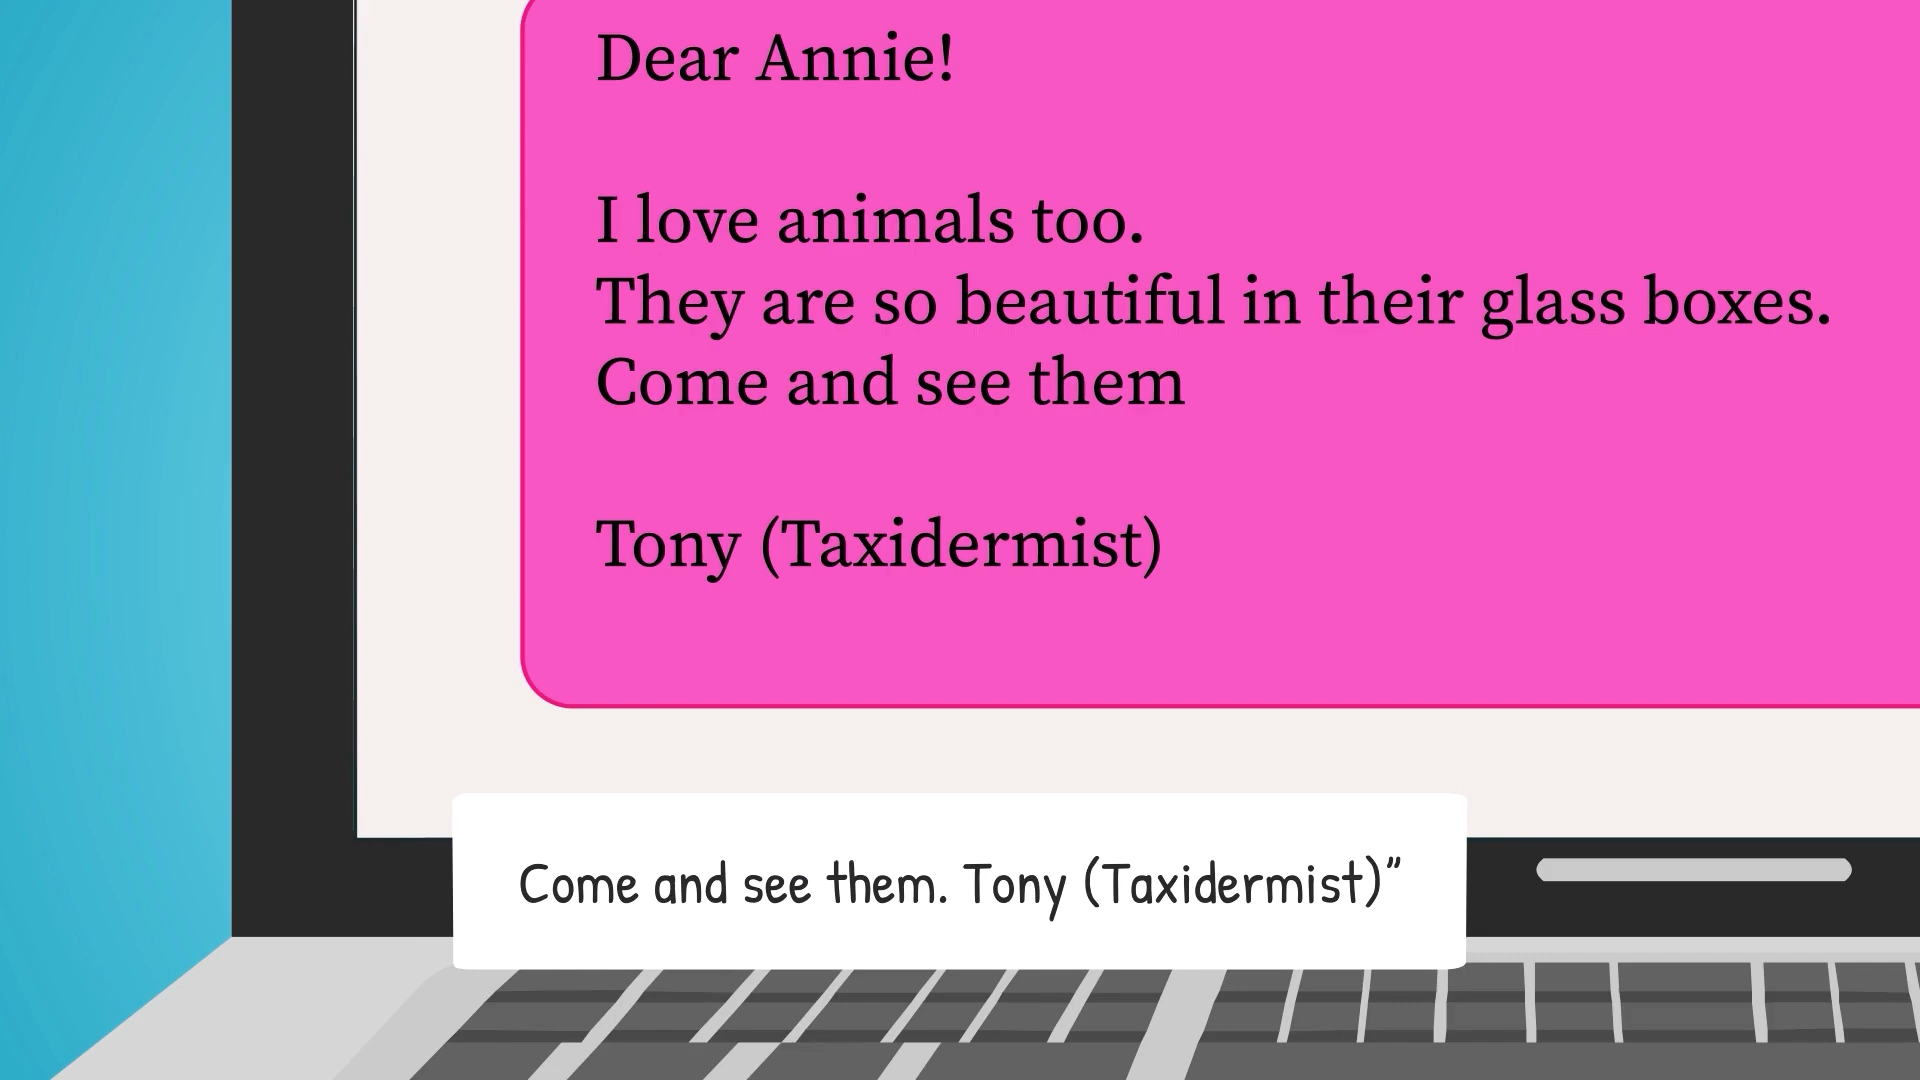 Dear Annie!
I love animals too.
They are so beautiful in their glass boxes.
Come and see them
Tony (Taxidermist)
Come and see them. Tony (Taxidermist)”